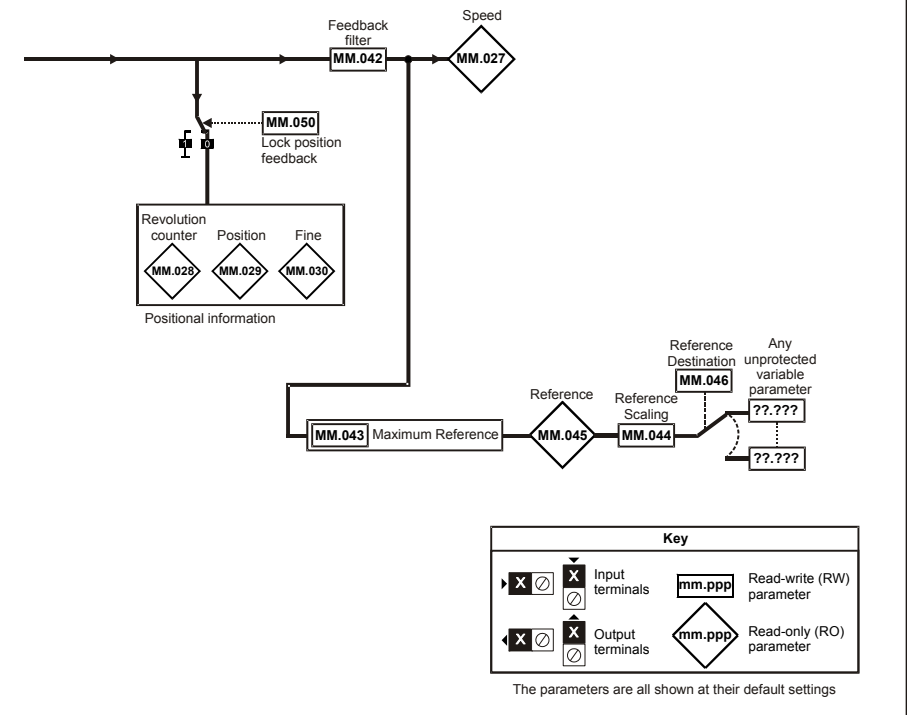 Speed
Feedback
filter
MM.042
MM.027
MM.050
Lock position
feedback
1 0
Revolution
counter Position Fine
MM.028 MM.029 MM.030
Positional information
Reference
Destination
MM.046
Any
unprotected
variable
parameter
??.???
Reference
Reference
Scaling
MM.043 Maximum Reference
MM.045
MM.044
??.???
Key
X
X
Input
terminals
mm.ppp
Read-write (RW)
parameter
X
X
Output
terminals
mm.ppp
Read-only (RO)
parameter
The parameters are all shown at their default settings